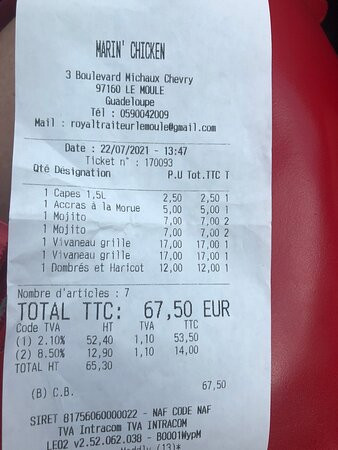 MARIN' CHICKEN
3 Boulevard Michaux Chevry
97160 LE MOULE
Guadeloupe
Tél : 0590042009
Mail : royaltraiteurlemoule@gmail.com
Date : 22/07/2021 - 13:47
Ticket n° : 170093
Qté Désignation P.U Tot.TTC T
1 Capes 1,5L 2,50 2,50 1
1 Accras à la Morue 5,00 5,00 1
1 Mojito 7,00 7,00 2
1 Mojito 7,00 7,00 2
1 Vivaneau grille 17,00 17,00 1
1 Vivaneau grille 17,00 17,00 1
1 Dombrés et Haricot 12,00 12,00 1
Nombre d'articles : 7
TOTAL TTC: 67,50 EUR
Code TVA HT TVA TTC
(1) 2.10% 52,40 1,10 53,50
(2) 8.50% 12,90 1,10 14,00
TOTAL HT 65,30
(B) C.B. 67,50
SIRET 81756060000022 - NAF CODE NAF
TVA Intracom TVA INTRACOM
LEO2 v2.52.062.038 - B0001WypM
(13)*